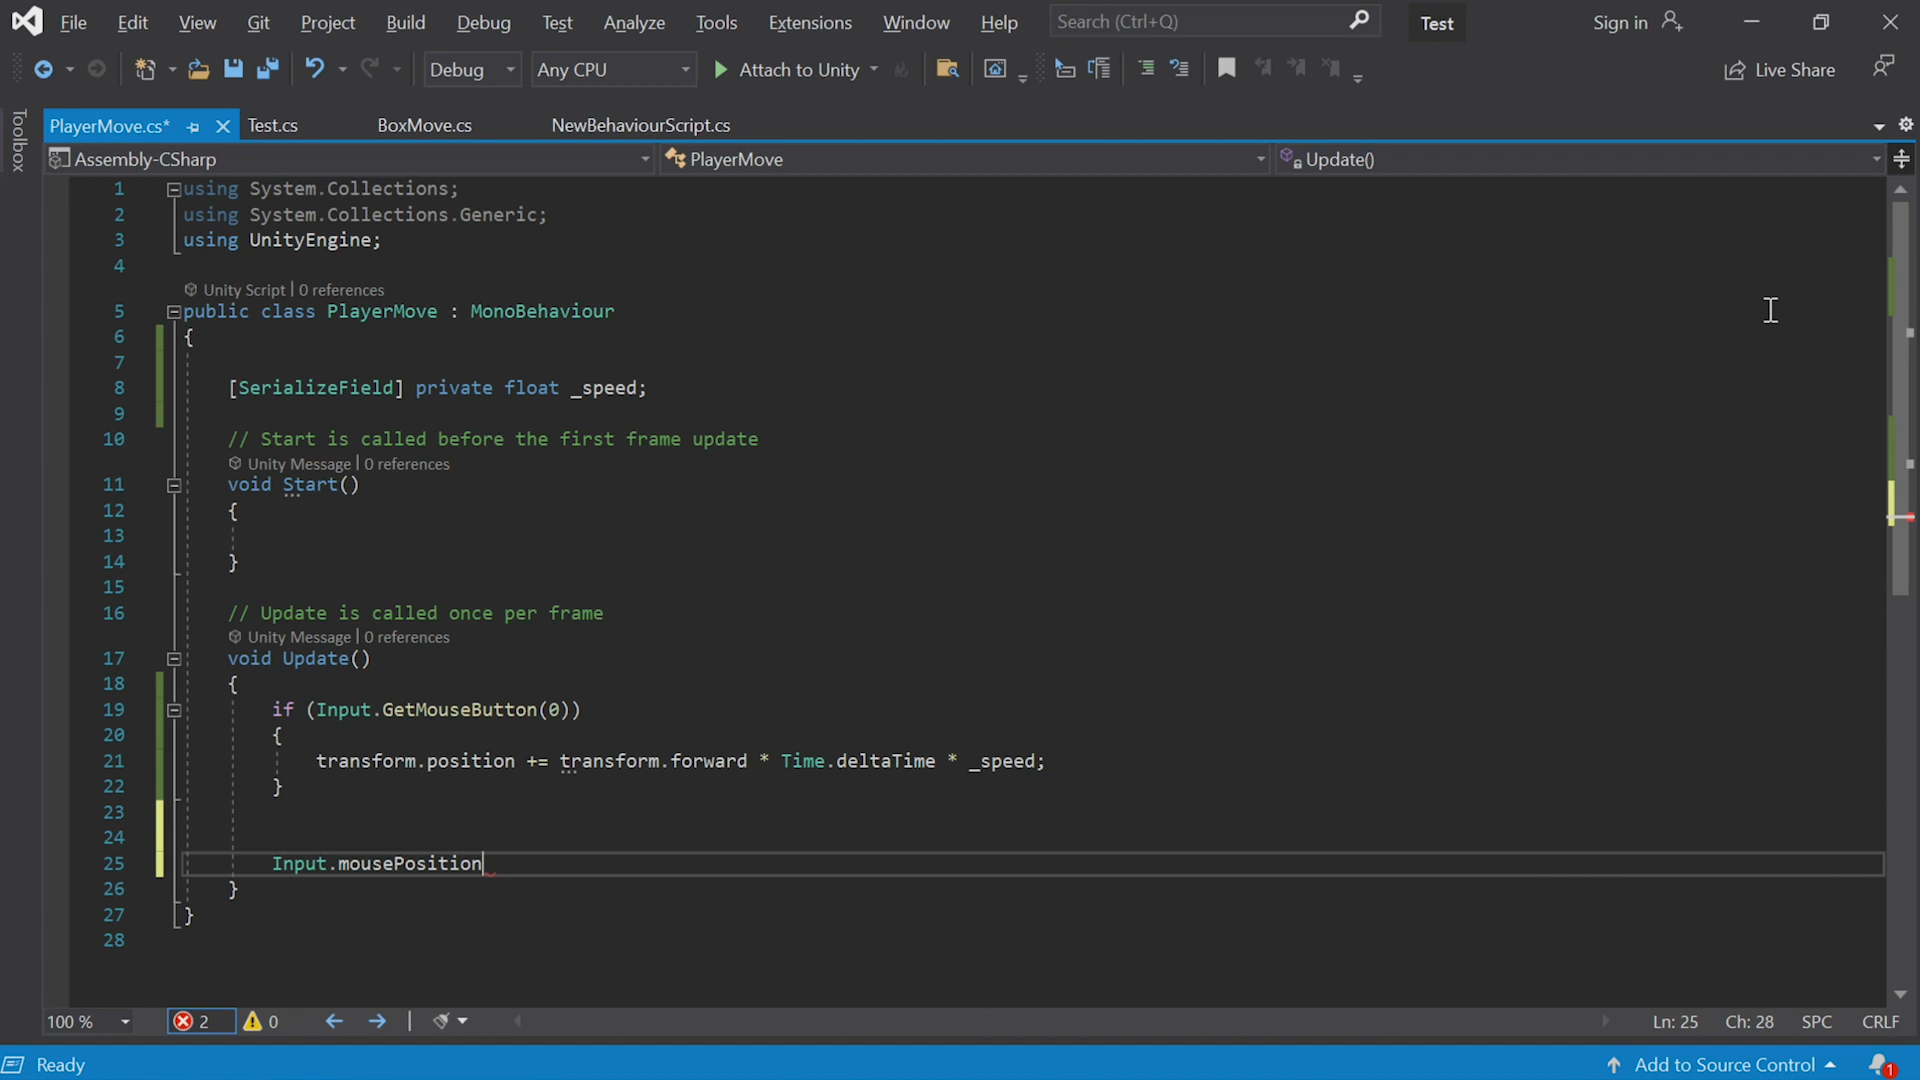 File Edit View Git Project Build Debug Test Analyze Tools Extensions Window Help Search (Ctrl+Q) Test Sign in
Debug Any CPU Attach to Unity Live Share
Toolbox
PlayerMove.cs* Test.cs BoxMove.cs NewBehaviourScript.cs
Assembly-CSharp PlayerMove Update()
1 using System.Collections;
2 using System.Collections.Generic;
3 using UnityEngine;
4
Unity Script | 0 references
5 public class PlayerMove : MonoBehaviour
6 {
7
8 [SerializeField] private float _speed;
9
10 // Start is called before the first frame update
Unity Message | 0 references
11 void Start()
12 {
13
14 }
15
16 // Update is called once per frame
Unity Message | 0 references
17 void Update()
18 {
19 if (Input.GetMouseButton(0))
20 {
21 transform.position += transform.forward * Time.deltaTime * _speed;
22 }
23
24
25 Input.mousePosition
26 }
27 }
28
100 % 2 0 Ln: 25 Ch: 28 SPC CRLF
Ready Add to Source Control 1